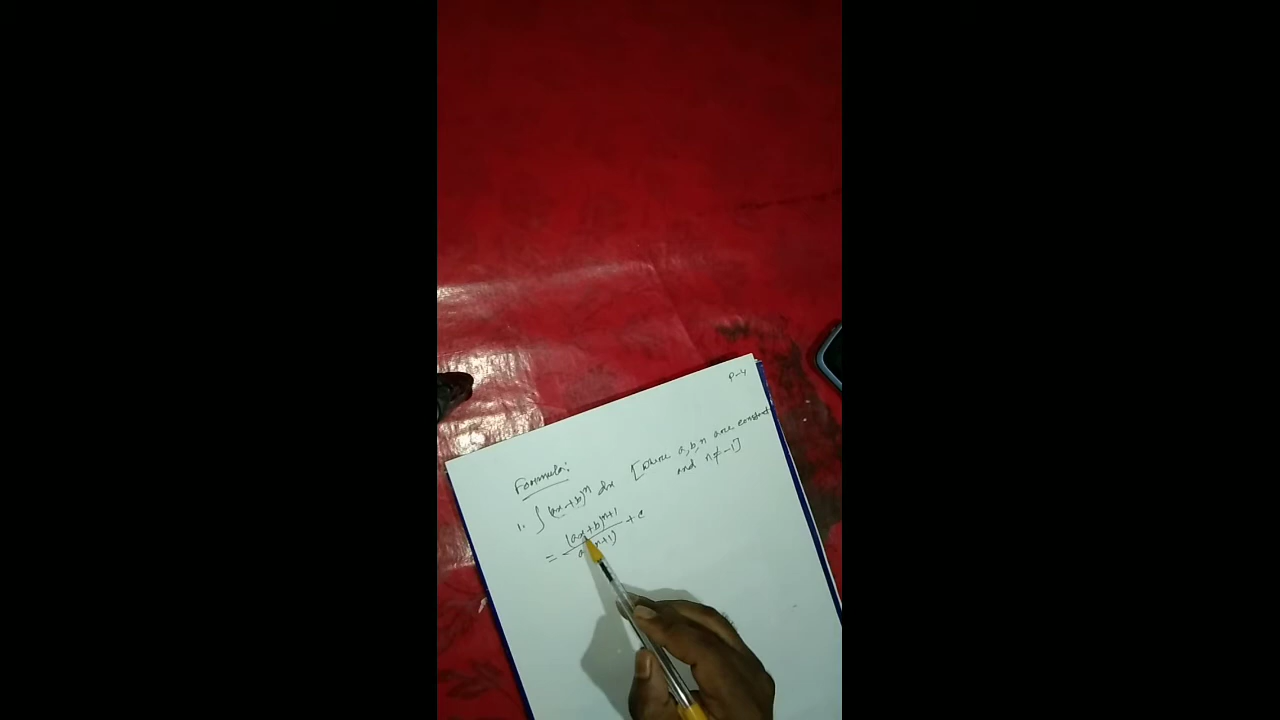 P-4
Formula:
1. ∫(ax+b)^n dx [where a, b, n are constant
and n≠-1]
= (ax+b)^(n+1) / a(n+1) + c